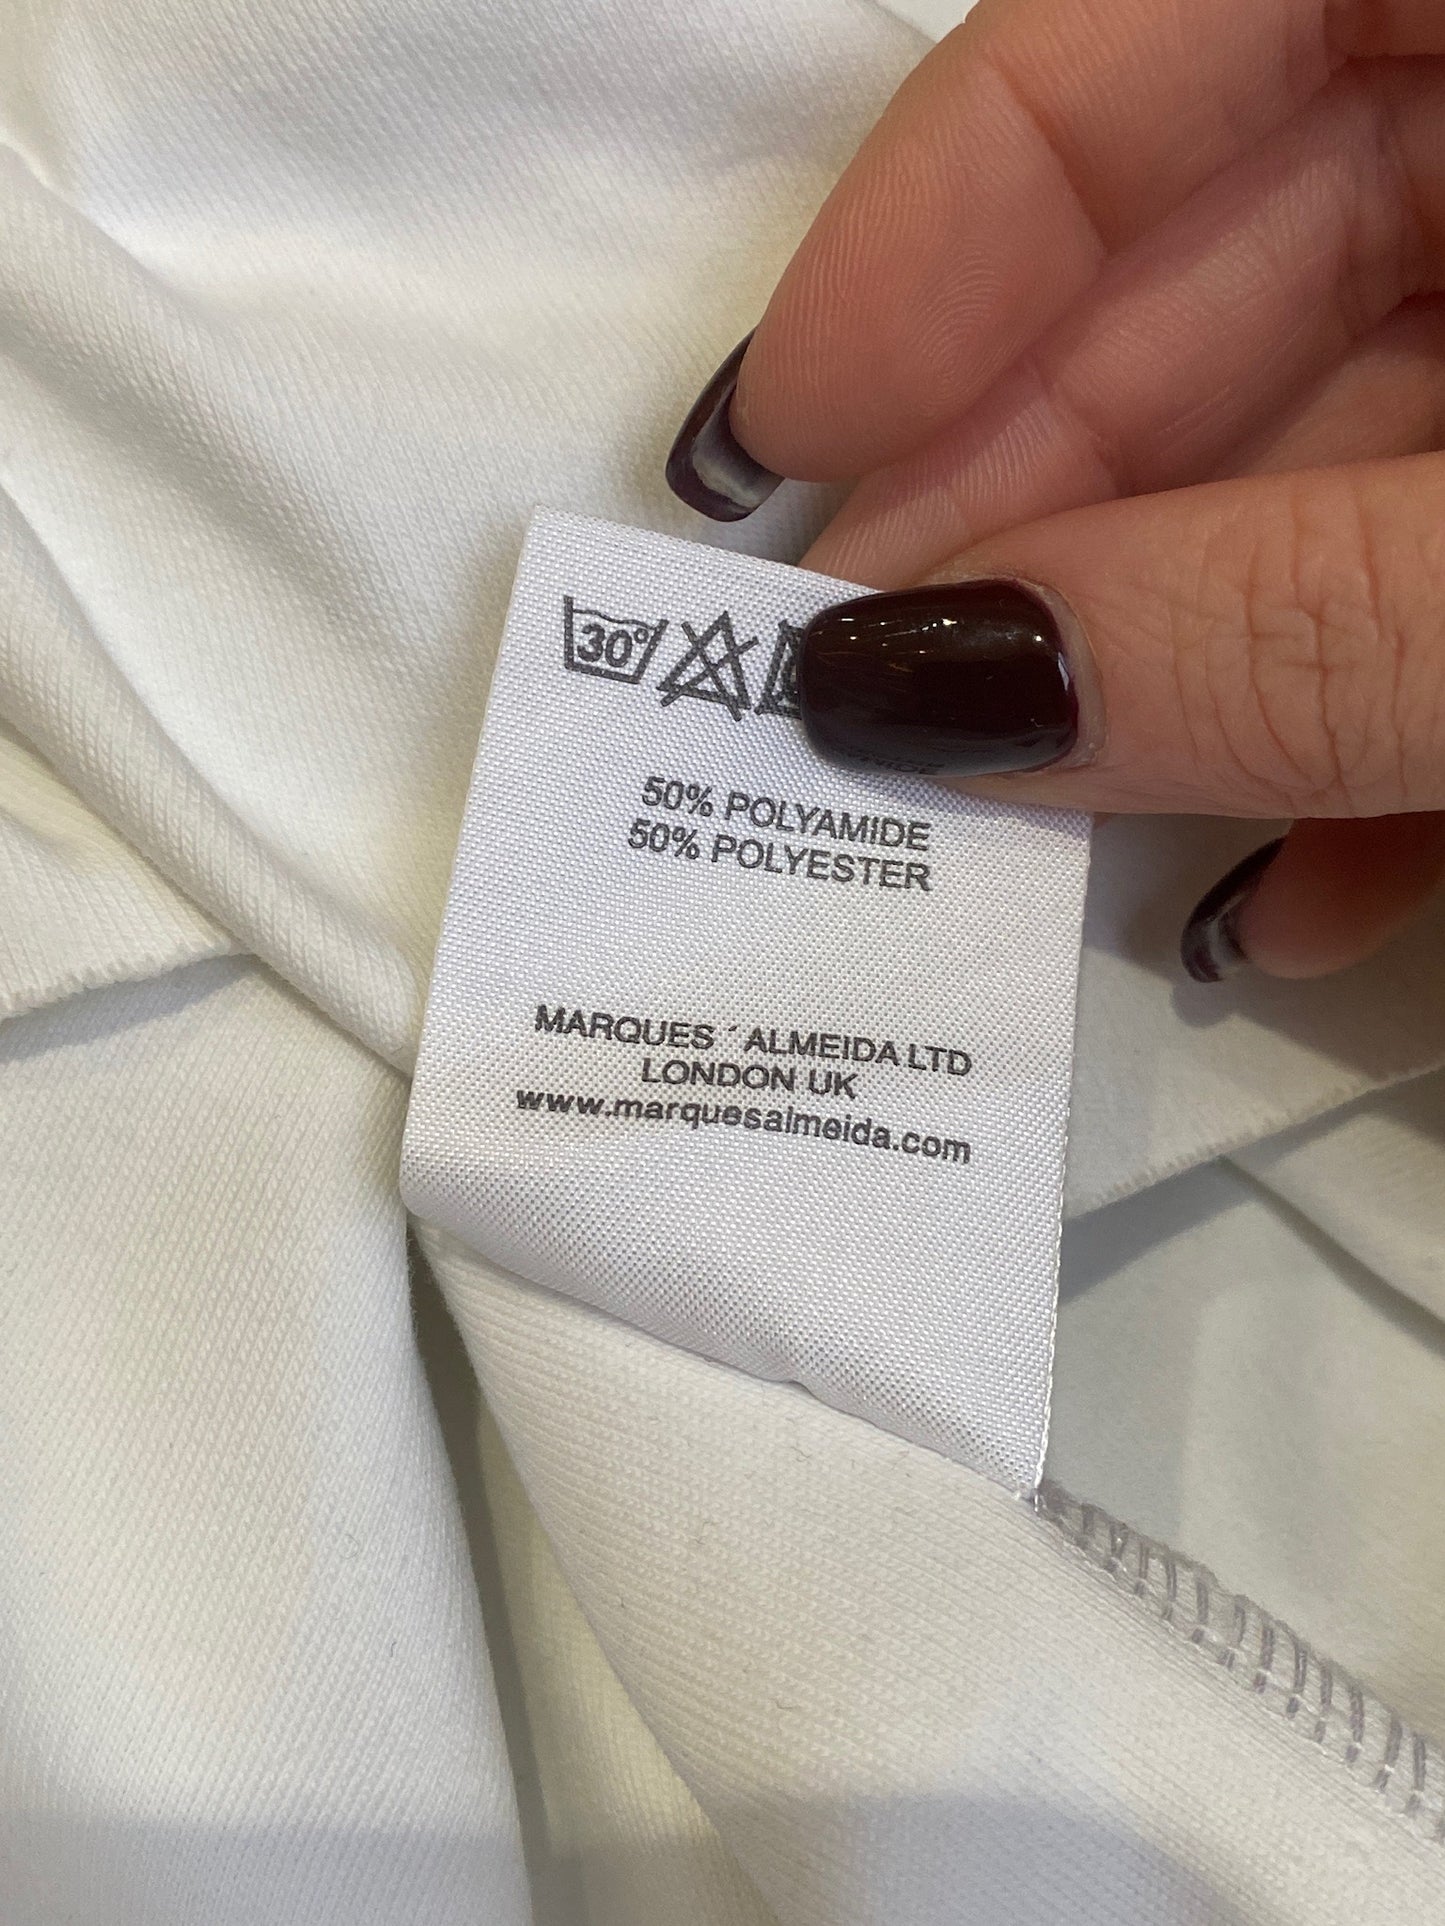 30°
50% POLYAMIDE
50% POLYESTER
MARQUES ´ALMEIDA LTD
LONDON UK
www.marquesalmeida.com